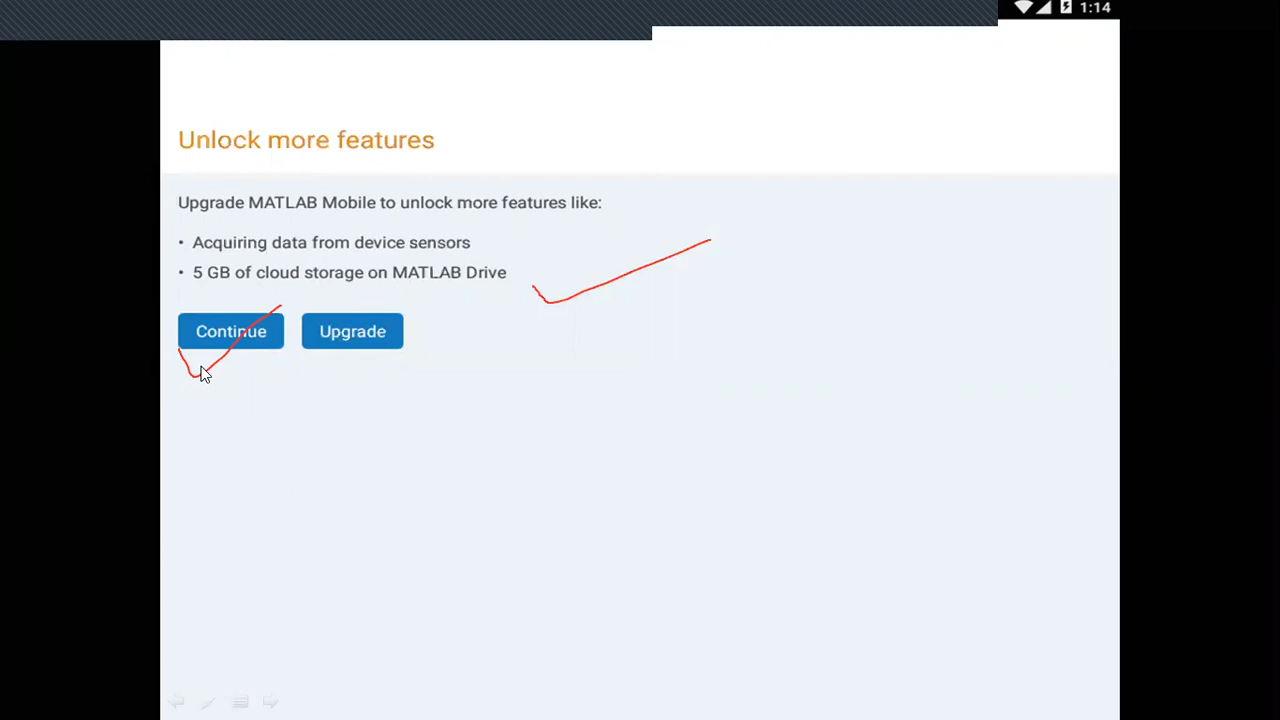 1:14
Unlock more features
Upgrade MATLAB Mobile to unlock more features like:
• Acquiring data from device sensors
• 5 GB of cloud storage on MATLAB Drive
Continue Upgrade